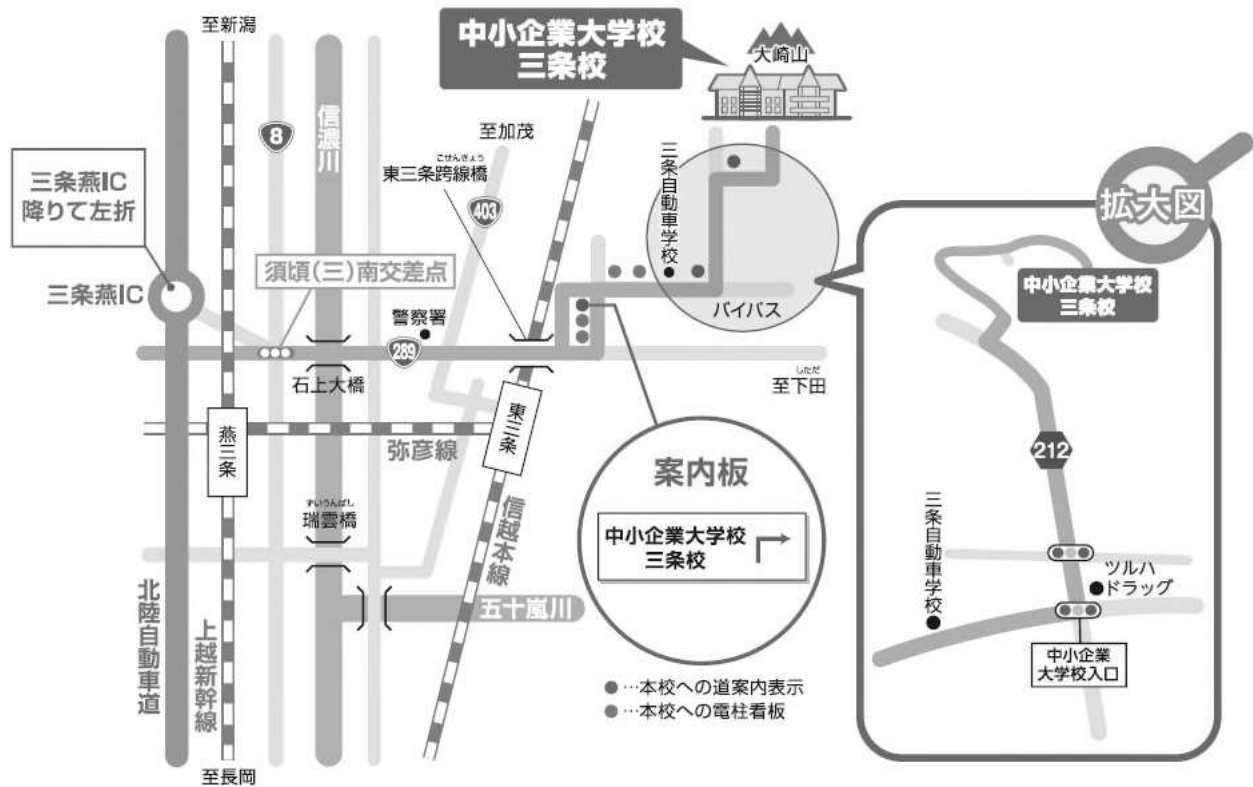 至新潟
中小企業大学校
三条校
大崎山
8
信濃川
至加茂
こせんきょう
東三条跨線橋
403
三条自動車学校
三条燕IC
降りて左折
須頃(三)南交差点
三条燕IC
警察署
バイパス
289
石上大橋
しただ
至下田
燕三条
弥彦線
東三条
案内板
中小企業大学校
三条校
ずいうんばし
瑞雲橋
信越本線
五十嵐川
北陸自動車道
上越新幹線
●…本校への道案内表示
●…本校への電柱看板
至長岡
拡大図
中小企業大学校
三条校
212
三条自動車学校
ツルハ
ドラッグ
中小企業
大学校入口